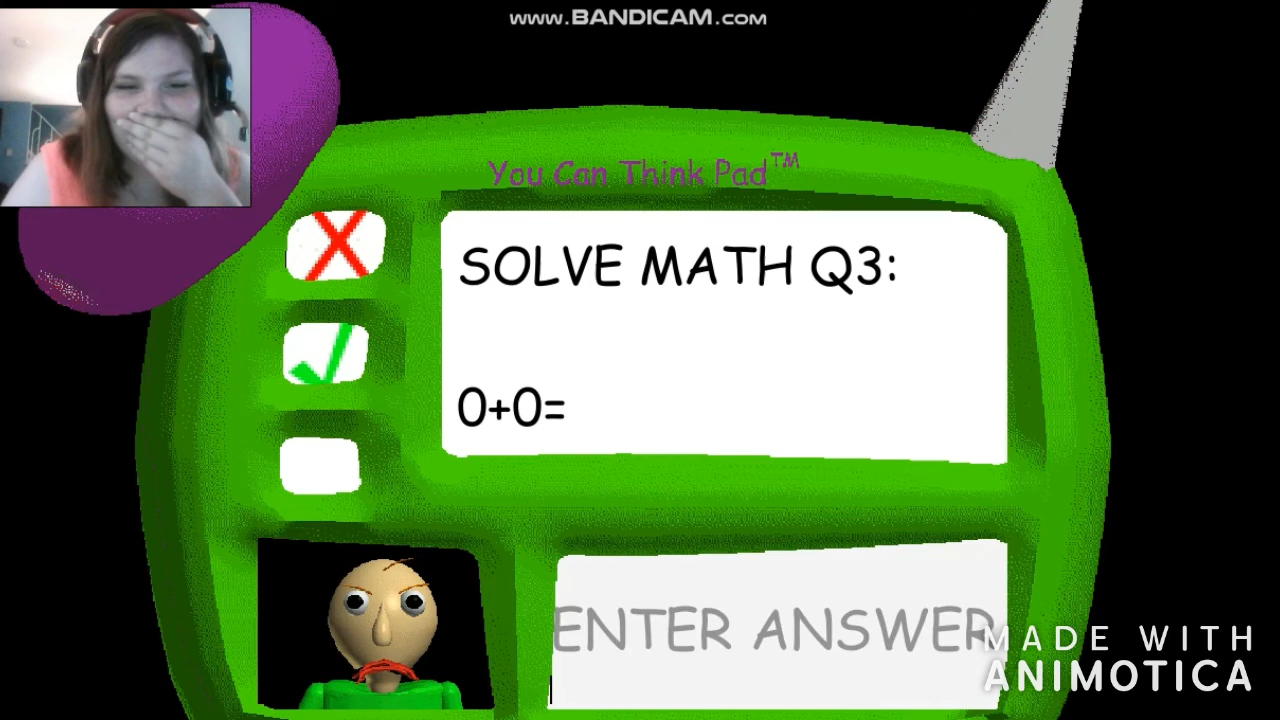 www.BANDICAM.com
You Can Think Pad™
SOLVE MATH Q3:
0+0=
ENTER ANSWER
MADE WITH
ANIMOTICA